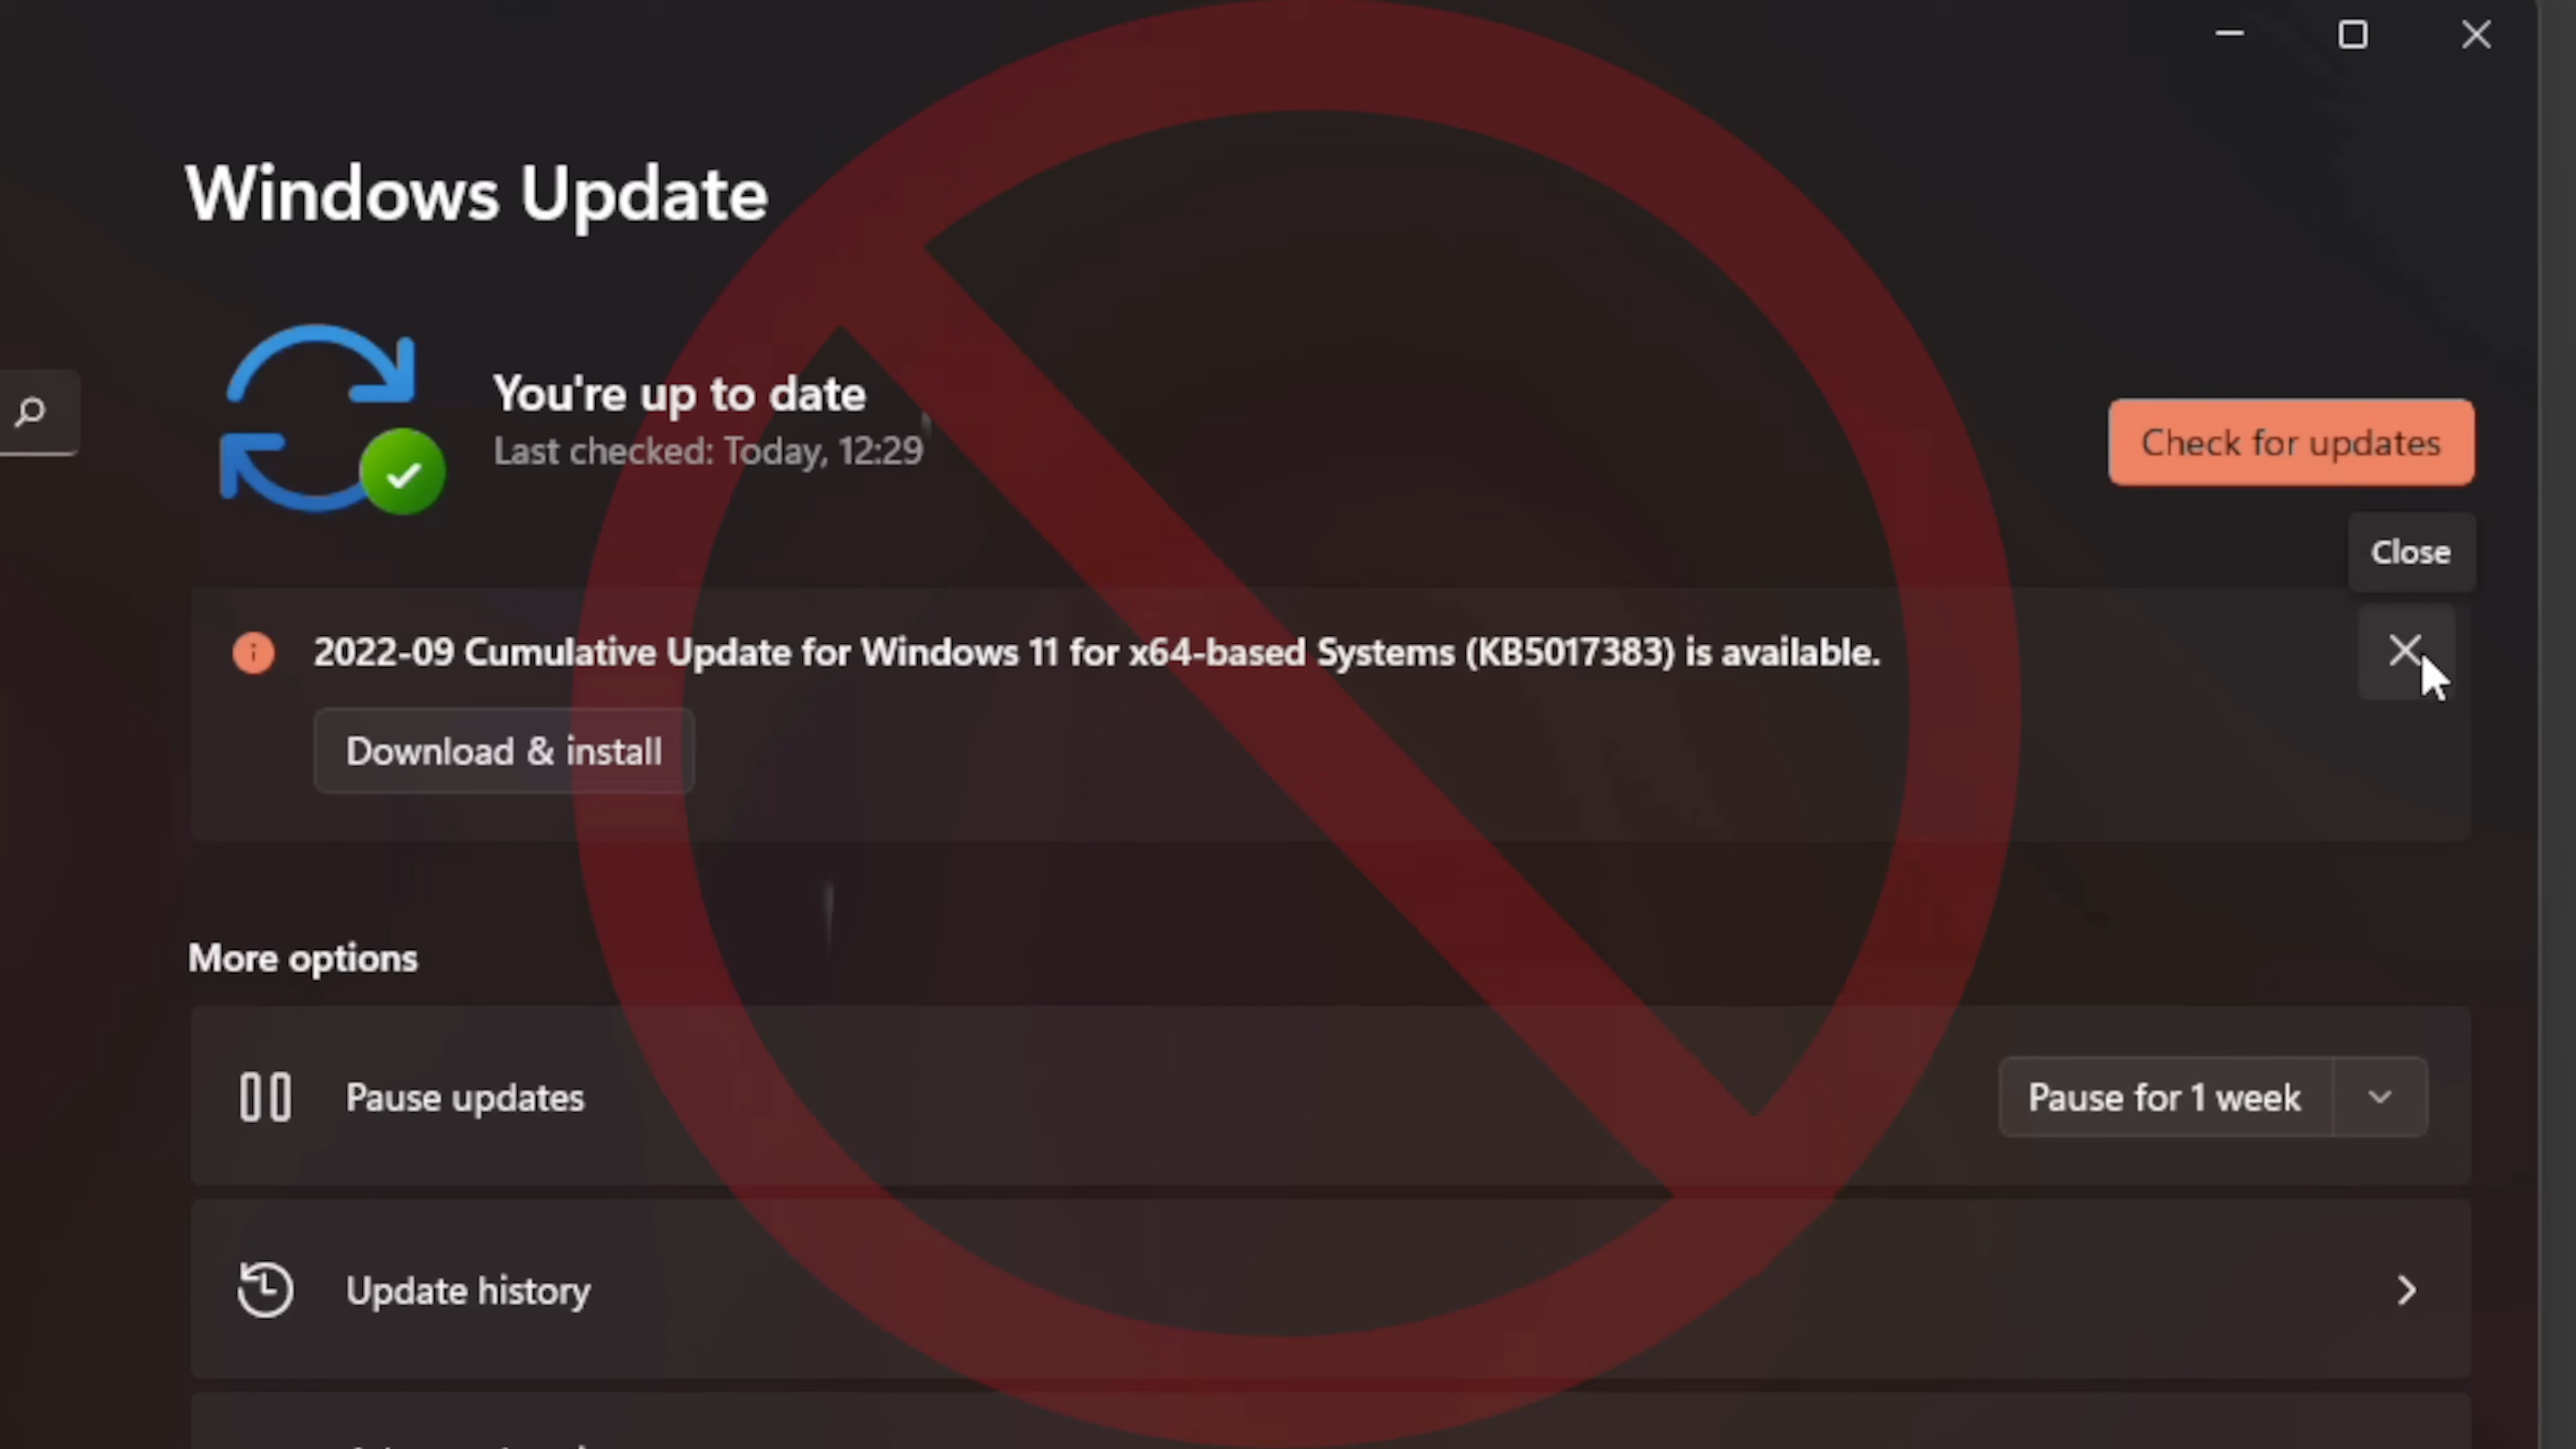 Windows Update
You're up to date
Last checked: Today, 12:29
Check for updates
Close
2022-09 Cumulative Update for Windows 11 for x64-based Systems (KB5017383) is available.
Download & install
More options
Pause updates
Pause for 1 week
Update history